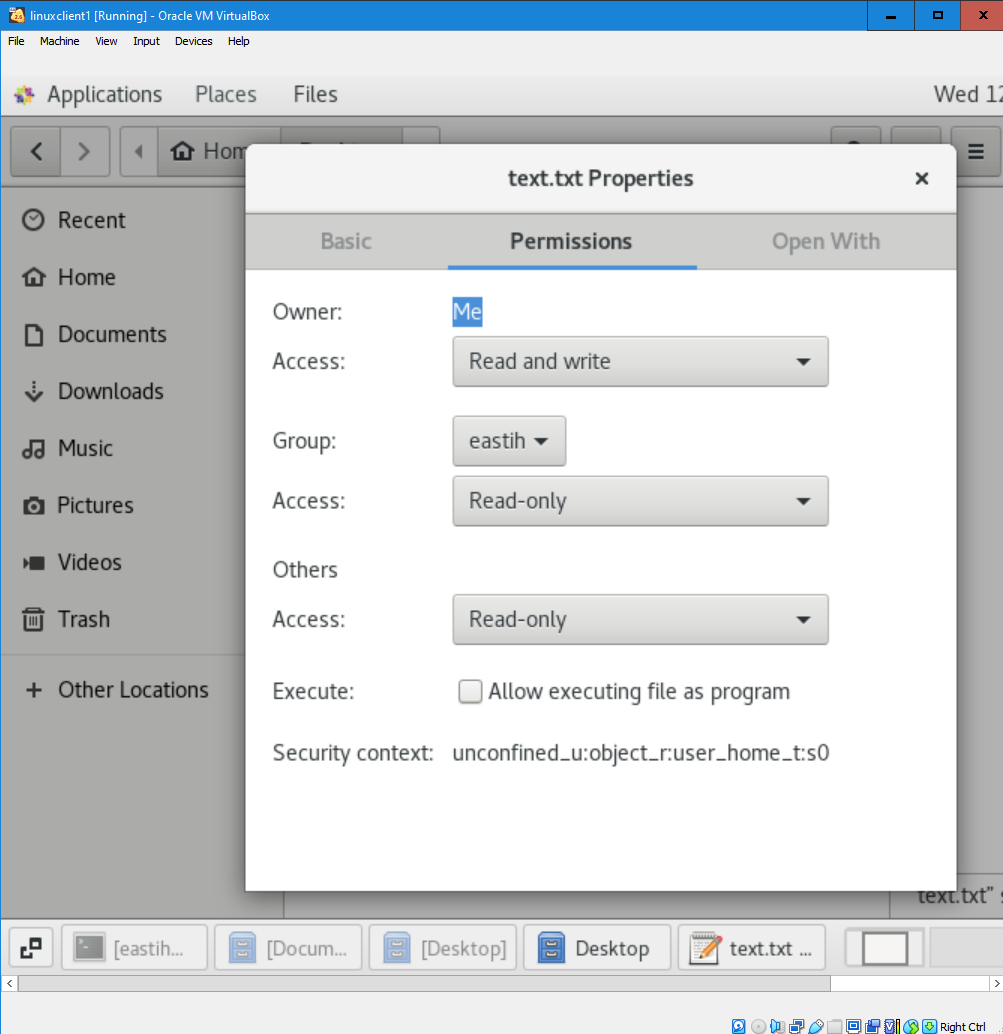 linuxclient1 [Running] - Oracle VM VirtualBox
File Machine View Input Devices Help
Applications Places Files Wed 12
text.txt Properties
Basic Permissions Open With
Recent
Home
Documents
Downloads
Music
Pictures
Videos
Trash
+ Other Locations
Owner: Me
Access: Read and write
Group: eastih
Access: Read-only
Others
Access: Read-only
Execute: Allow executing file as program
Security context: unconfined_u:object_r:user_home_t:s0
text.txt" s
[eastih... [Docum... [Desktop] Desktop text.txt ...
Right Ctrl